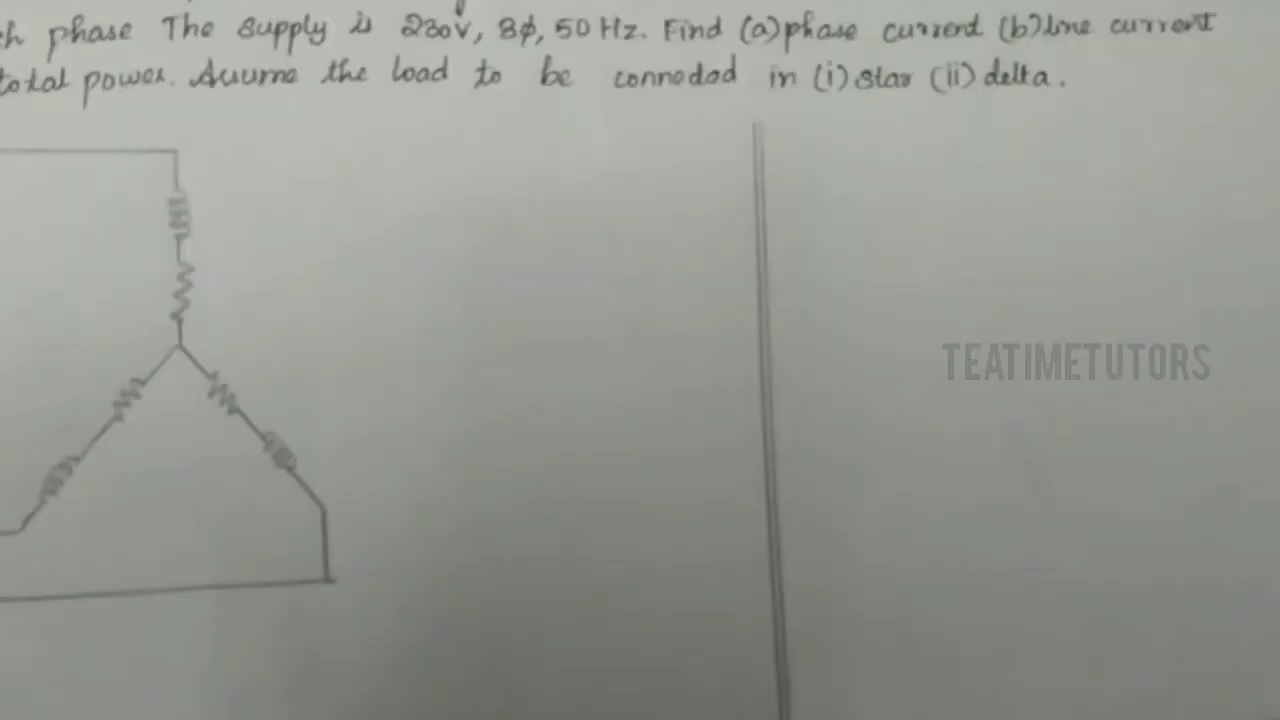 phase The supply is 230V, 3ϕ, 50 Hz. Find (a)phase current (b)line current
total power. Assume the load to be connected in (i) star (ii) delta.
TEATIMETUTORS